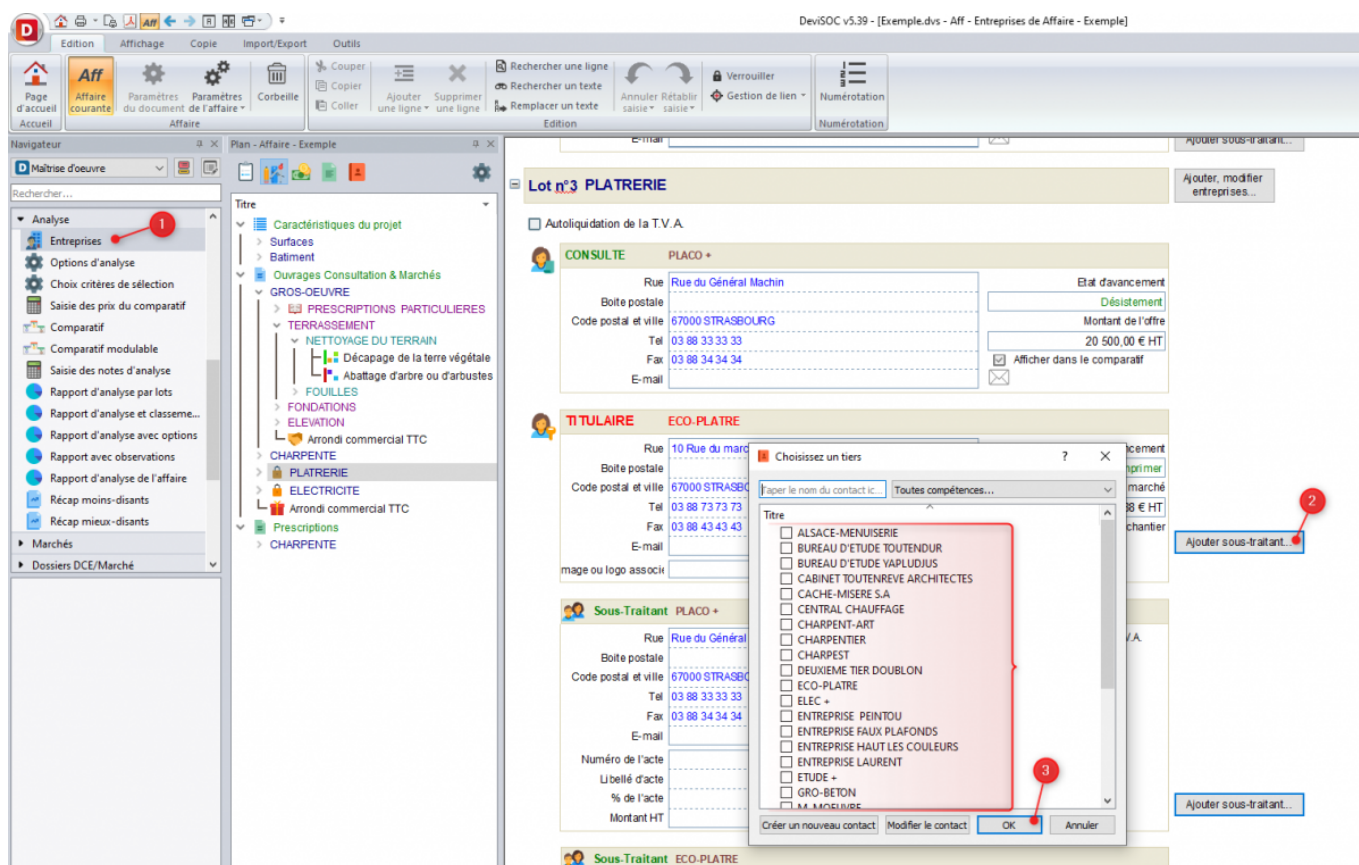 DeviSOC v5.39 - [Exemple.dvs - Aff - Entreprises de Affaire - Exemple]
D
Aff
Edition Affichage Copie Import/Export Outils
Page d'accueil
Aff
Affaire courante
Paramètres du document
Paramètres de l'affaire
Corbeille
Couper
Copier
Coller
Ajouter une ligne
Supprimer une ligne
Rechercher une ligne
Rechercher un texte
Remplacer un texte
Annuler saisie
Rétablir saisie
Verrouiller
Gestion de lien
Numérotation
Accueil Affaire Edition Numérotation
Navigateur
D Maîtrise d'oeuvre
Rechercher...
Analyse
1
Entreprises
Options d'analyse
Choix critères de sélection
Saisie des prix du comparatif
Comparatif
Comparatif modulable
Saisie des notes d'analyse
Rapport d'analyse par lots
Rapport d'analyse et classeme...
Rapport d'analyse avec options
Rapport avec observations
Rapport d'analyse de l'affaire
Récap moins-disants
Récap mieux-disants
Marchés
Dossiers DCE/Marché
Plan - Affaire - Exemple
Titre
Caractéristiques du projet
Surfaces
Batiment
Ouvrages Consultation & Marchés
GROS-OEUVRE
PRESCRIPTIONS PARTICULIERES
TERRASSEMENT
NETTOYAGE DU TERRAIN
Décapage de la terre végétale
Abattage d'arbre ou d'arbustes
FOUILLES
FONDATIONS
ELEVATION
Arrondi commercial TTC
CHARPENTE
PLATRERIE
ELECTRICITE
Arrondi commercial TTC
Prescriptions
CHARPENTE
E-mail
Ajouter sous-traitant...
Lot n°3 PLATRERIE
Ajouter, modifier entreprises...
Autoliquidation de la T.V.A.
CONSULTE PLACO +
Rue Rue du Général Machin Etat d'avancement
Boite postale Désistement
Code postal et ville 67000 STRASBOURG Montant de l'offre
Tel 03 88 33 33 33 20 500,00 € HT
Fax 03 88 34 34 34 Afficher dans le comparatif
E-mail
TITULAIRE ECO-PLATRE
Rue 10 Rue du marc
Boite postale
Code postal et ville 67000 STRASBO
marché
Tel 03 88 73 73 73
€ HT
Fax 03 88 43 43 43
chantier
E-mail
2
Ajouter sous-traitant...
Sous-Traitant PLACO +
Rue Rue du Général
Boite postale
Code postal et ville 67000 STRASBO
Tel 03 88 33 33 33
Fax 03 88 34 34 34
E-mail
Numéro de l'acte
Libellé d'acte
% de l'acte
Montant HT
Ajouter sous-traitant...
Sous-Traitant ECO-PLATRE
Choisissez un tiers ?
Taper le nom du contact ic... Toutes compétences...
Titre
ALSACE-MENUISERIE
BUREAU D'ETUDE TOUTENDUR
BUREAU D'ETUDE YAPLUDJUS
CABINET TOUTENREVE ARCHITECTES
CACHE-MISERE S.A
CENTRAL CHAUFFAGE
CHARPENT-ART
CHARPENTIER
CHARPEST
DEUXIEME TIER DOUBLON
ECO-PLATRE
ELEC +
ENTREPRISE PEINTOU
ENTREPRISE FAUX PLAFONDS
ENTREPRISE HAUT LES COULEURS
ENTREPRISE LAURENT
ETUDE +
GRO-BETON
M. MOEUVRE
3
Créer un nouveau contact Modifier le contact OK Annuler